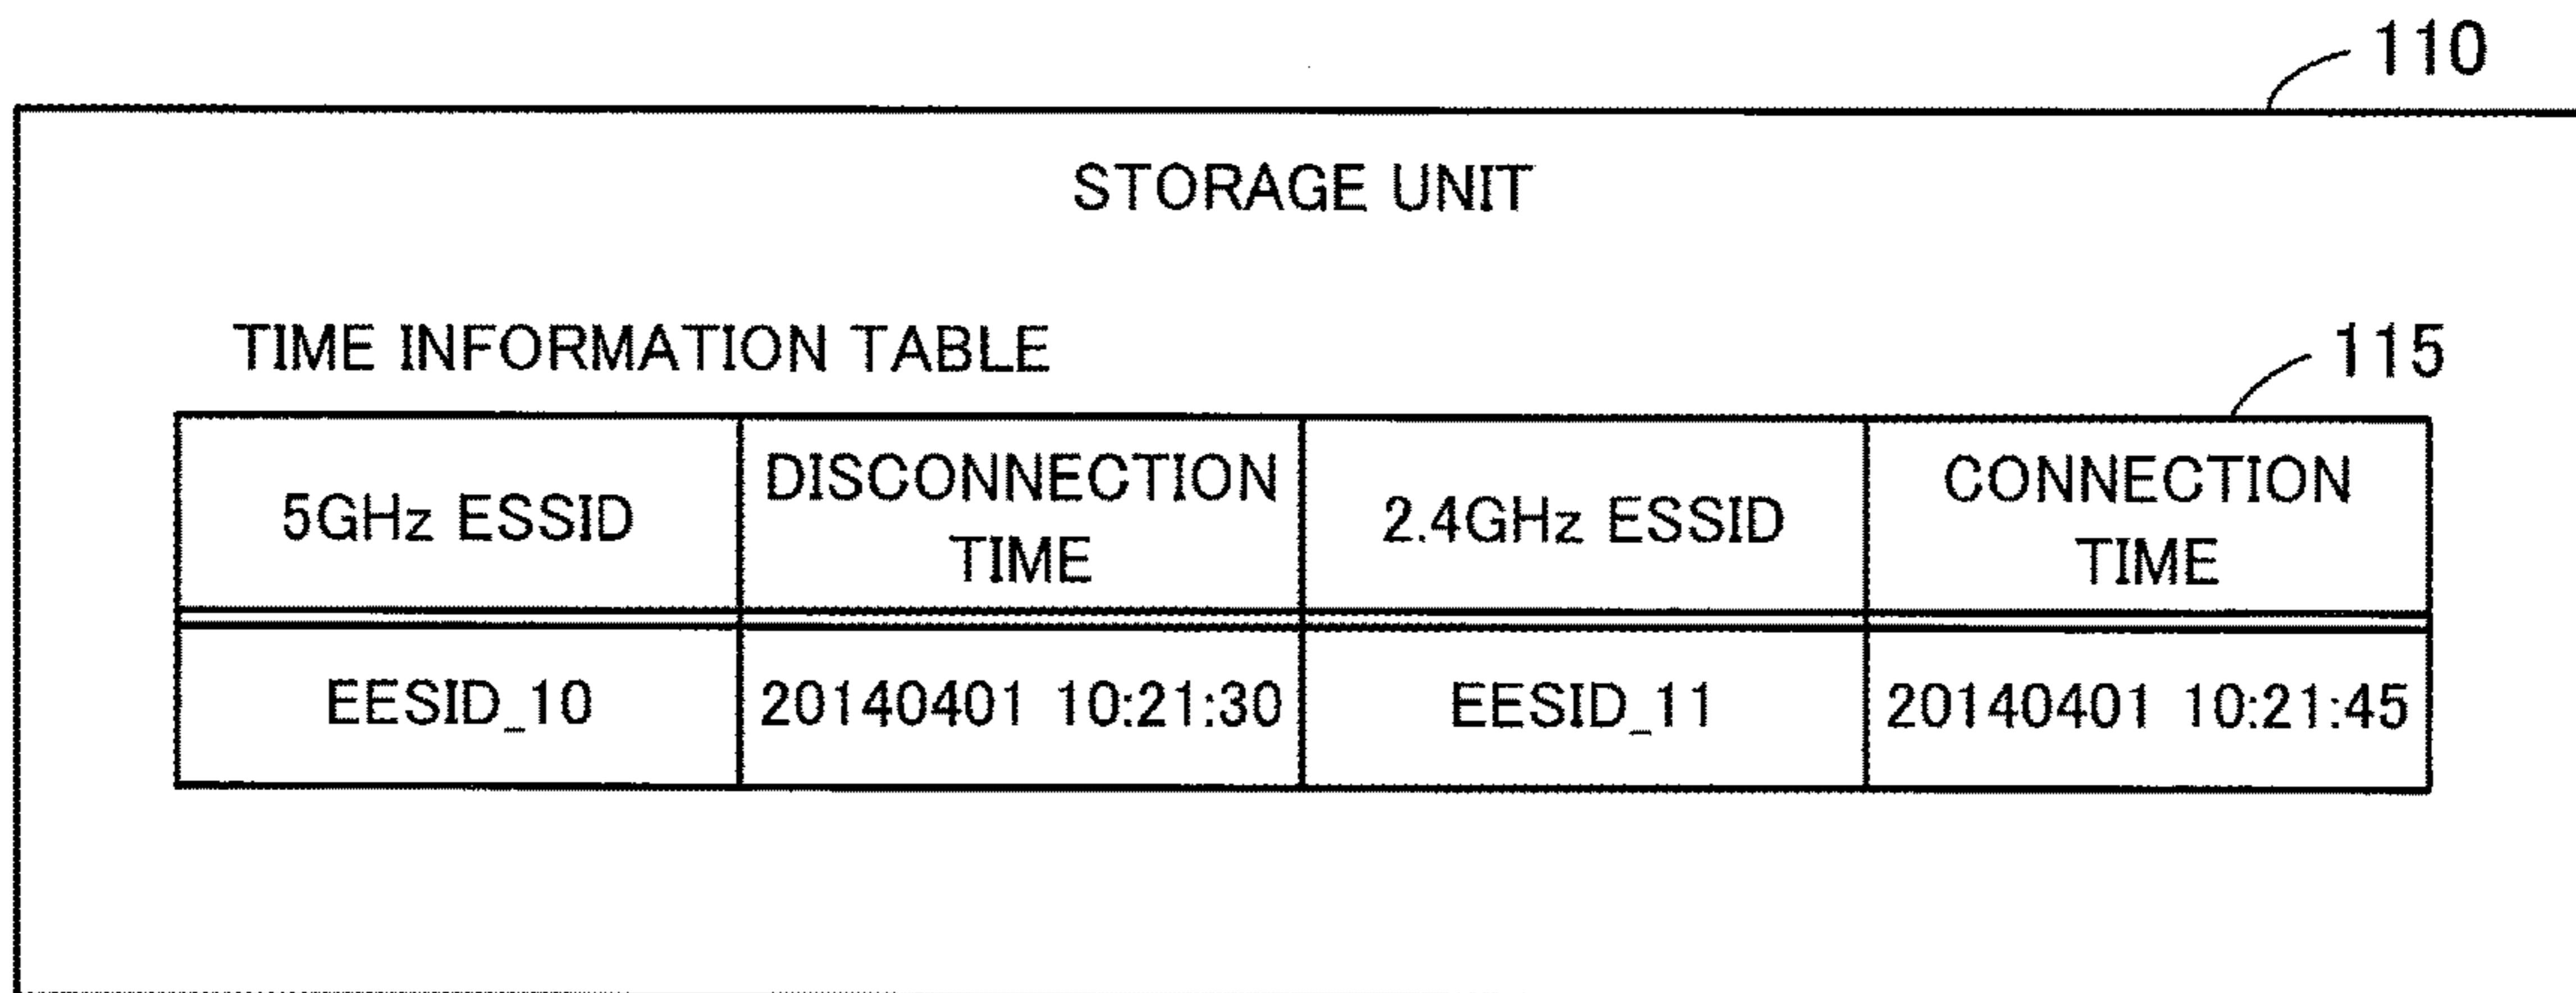 110
STORAGE UNIT
TIME INFORMATION TABLE
115
5GHz ESSID
DISCONNECTION
TIME
2.4GHz ESSID
CONNECTION
TIME
EESID_10
20140401 10:21:30
EESID_11
20140401 10:21:45